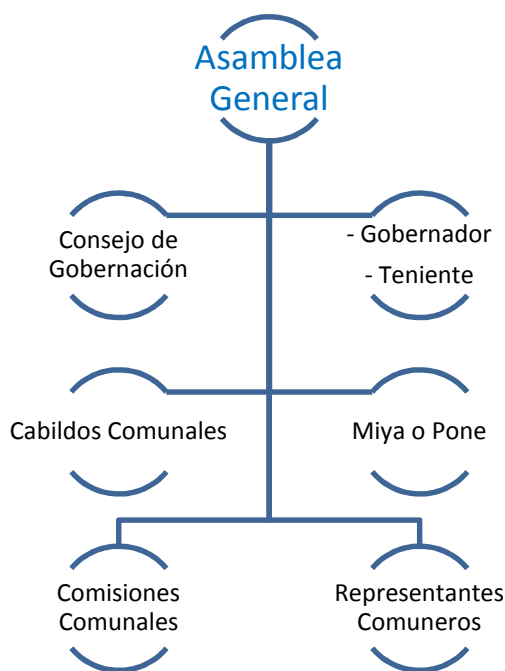 Asamblea
General
Consejo de
Gobernación
- Gobernador
- Teniente
Cabildos Comunales
Miya o Pone
Comisiones
Comunales
Representantes
Comuneros